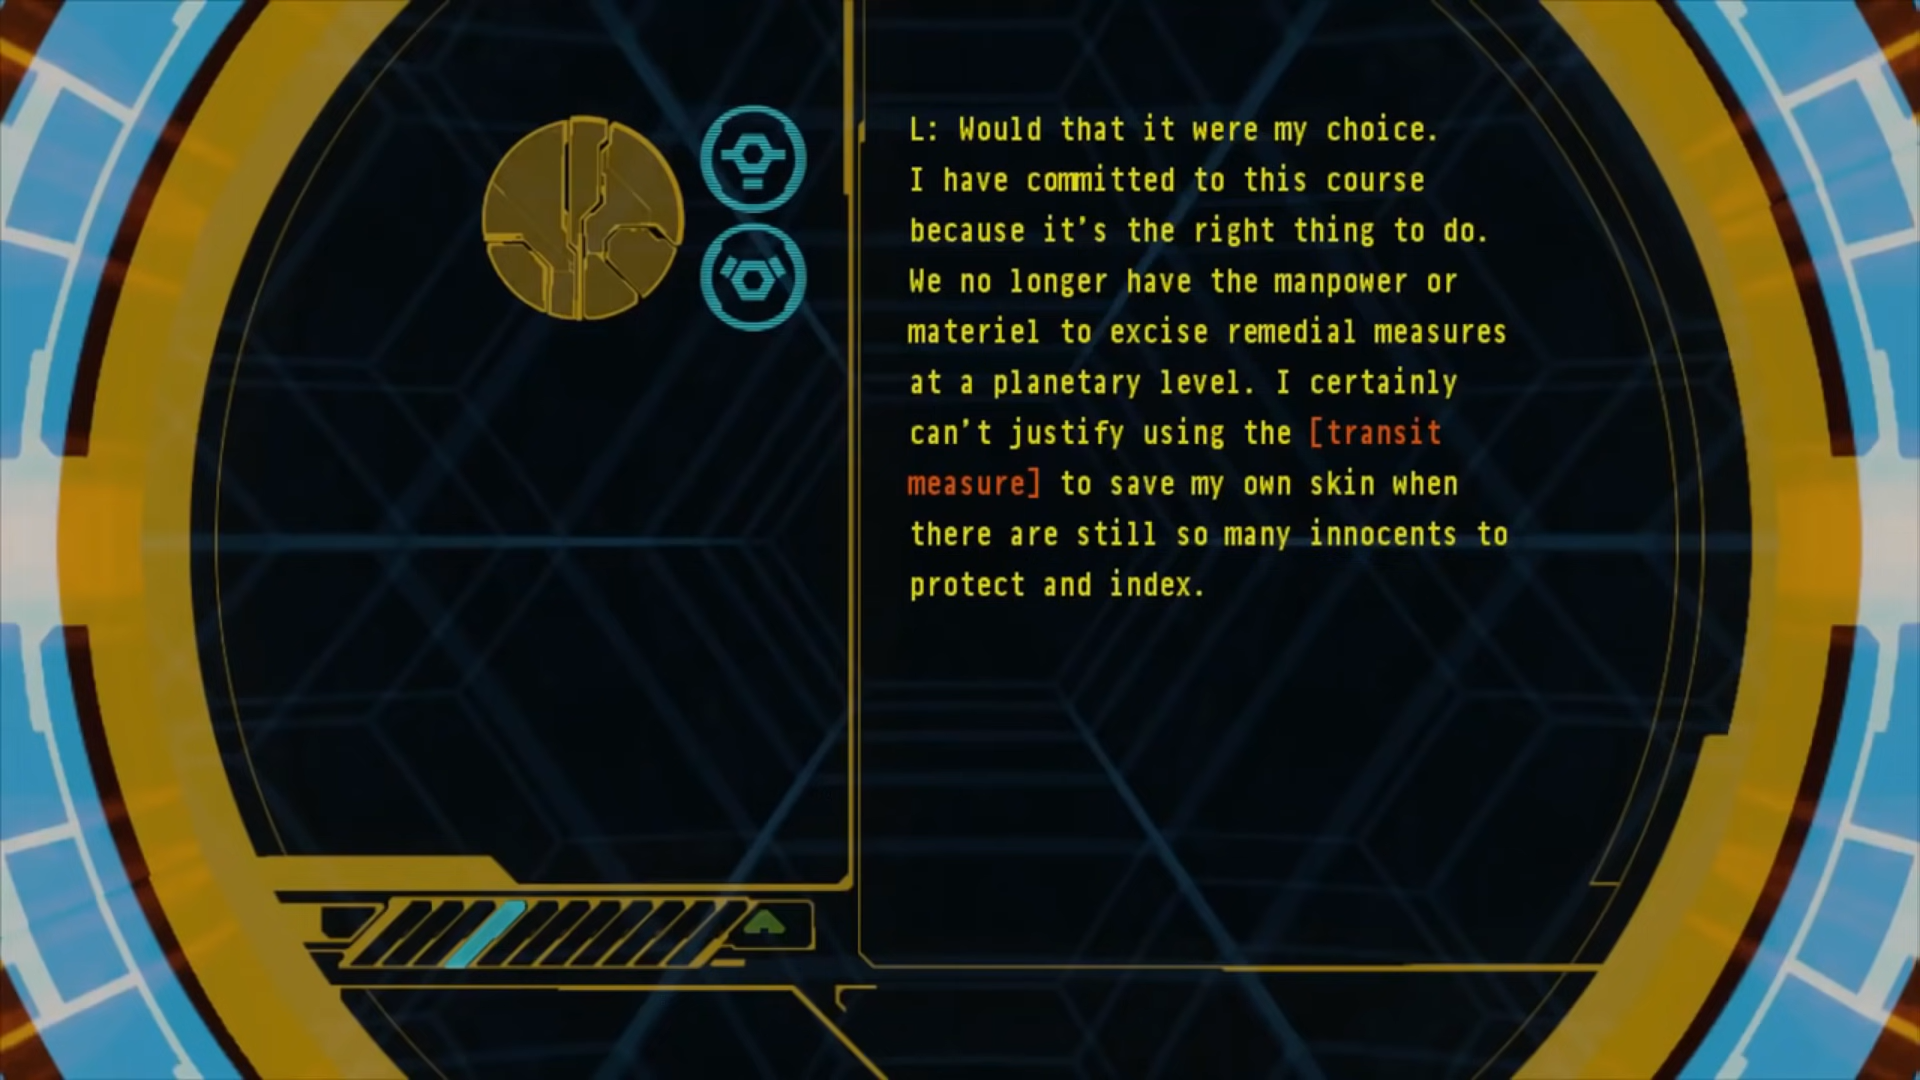 L: Would that it were my choice.
I have committed to this course
because it's the right thing to do.
We no longer have the manpower or
materiel to excise remedial measures
at a planetary level. I certainly
can't justify using the [transit
measure] to save my own skin when
there are still so many innocents to
protect and index.